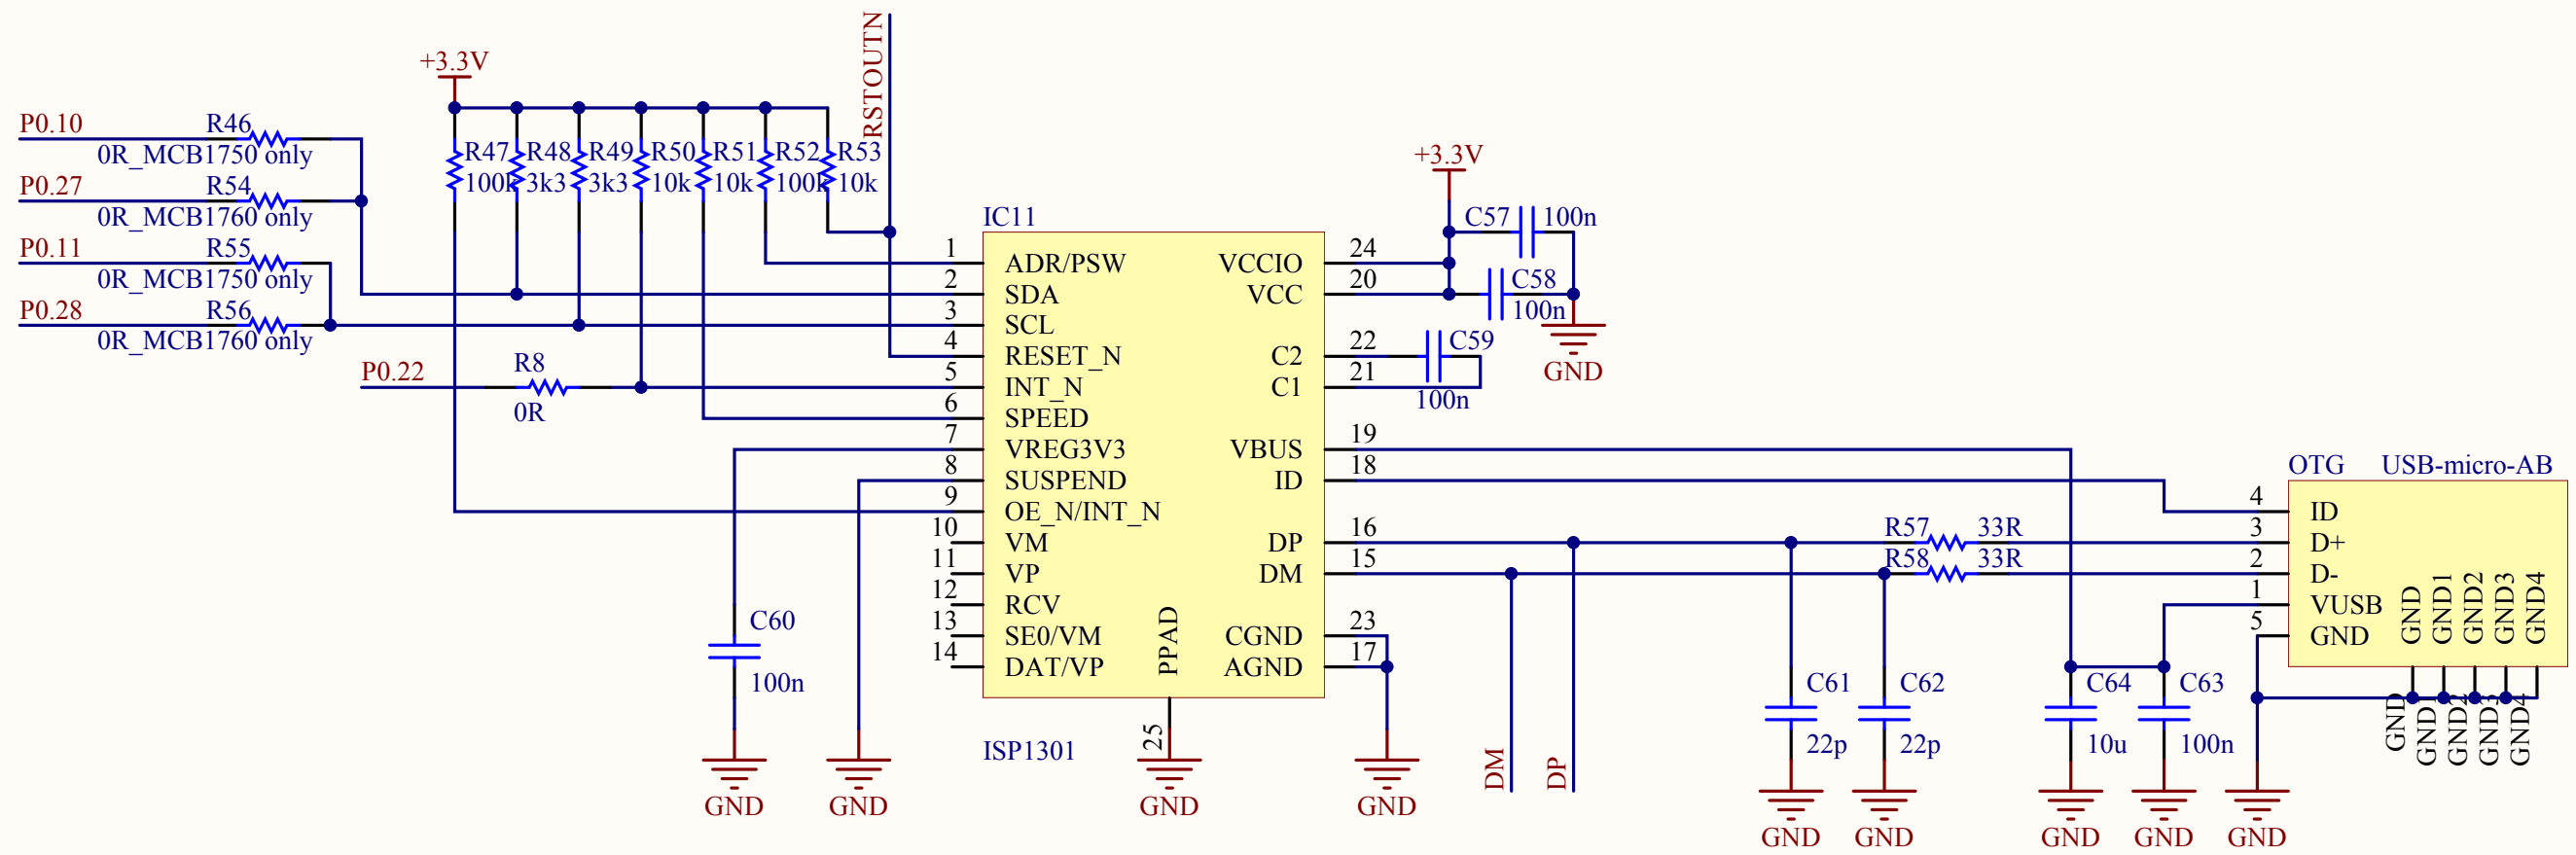 RSTOUTN
+3.3V
P0.10 R46
0R_MCB1750 only
P0.27 R54
0R_MCB1760 only
P0.11 R55
0R_MCB1750 only
P0.28 R56
0R_MCB1760 only
R47 R48 R49 R50 R51 R52 R53
100k 3k3 3k3 10k 10k 100k 10k
P0.22 R8
0R
IC11
1 ADR/PSW
2 SDA
3 SCL
4 RESET_N
5 INT_N
6 SPEED
7 VREG3V3
8 SUSPEND
9 OE_N/INT_N
10 VM
11 VP
12 RCV
13 SE0/VM
14 DAT/VP
VCCIO 24
VCC 20
C2 22
C1 21
VBUS 19
ID 18
DP 16
DM 15
CGND 23
AGND 17
PPAD
25
ISP1301
+3.3V
C57 100n
C58
100n
GND
C59
100n
C60
100n
GND
GND
GND
GND
DM
DP
R57 33R
R58 33R
C61
22p
GND
C62
22p
GND
C64
10u
GND
C63
100n
GND
GND
OTG USB-micro-AB
4 ID
3 D+
2 D-
1 VUSB
5 GND
GND
GND1
GND2
GND3
GND4
GND
GND1
GND2
GND3
GND4